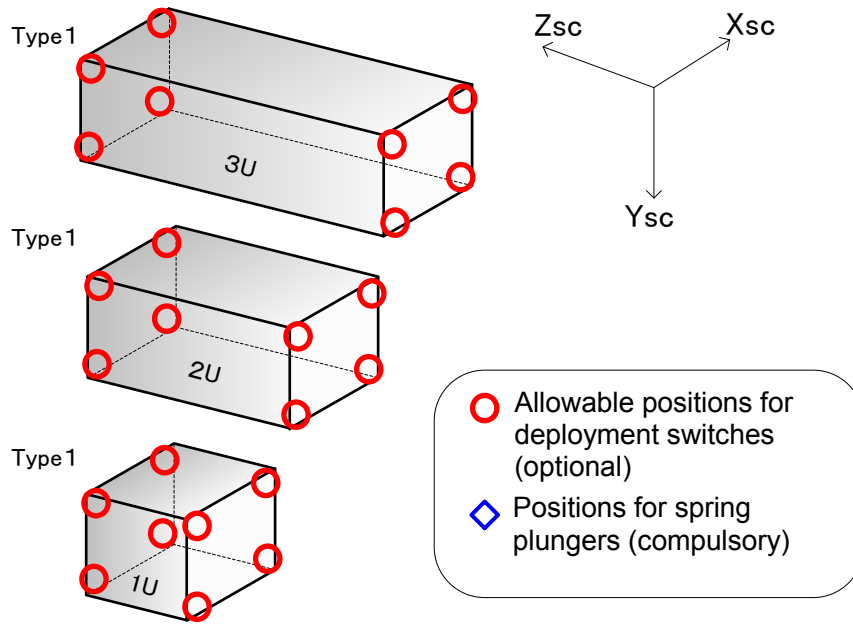 Type1
3U
Zsc
Xsc
Ysc
Type1
2U
Type1
1U
Allowable positions for
deployment switches
(optional)
Positions for spring
plungers (compulsory)